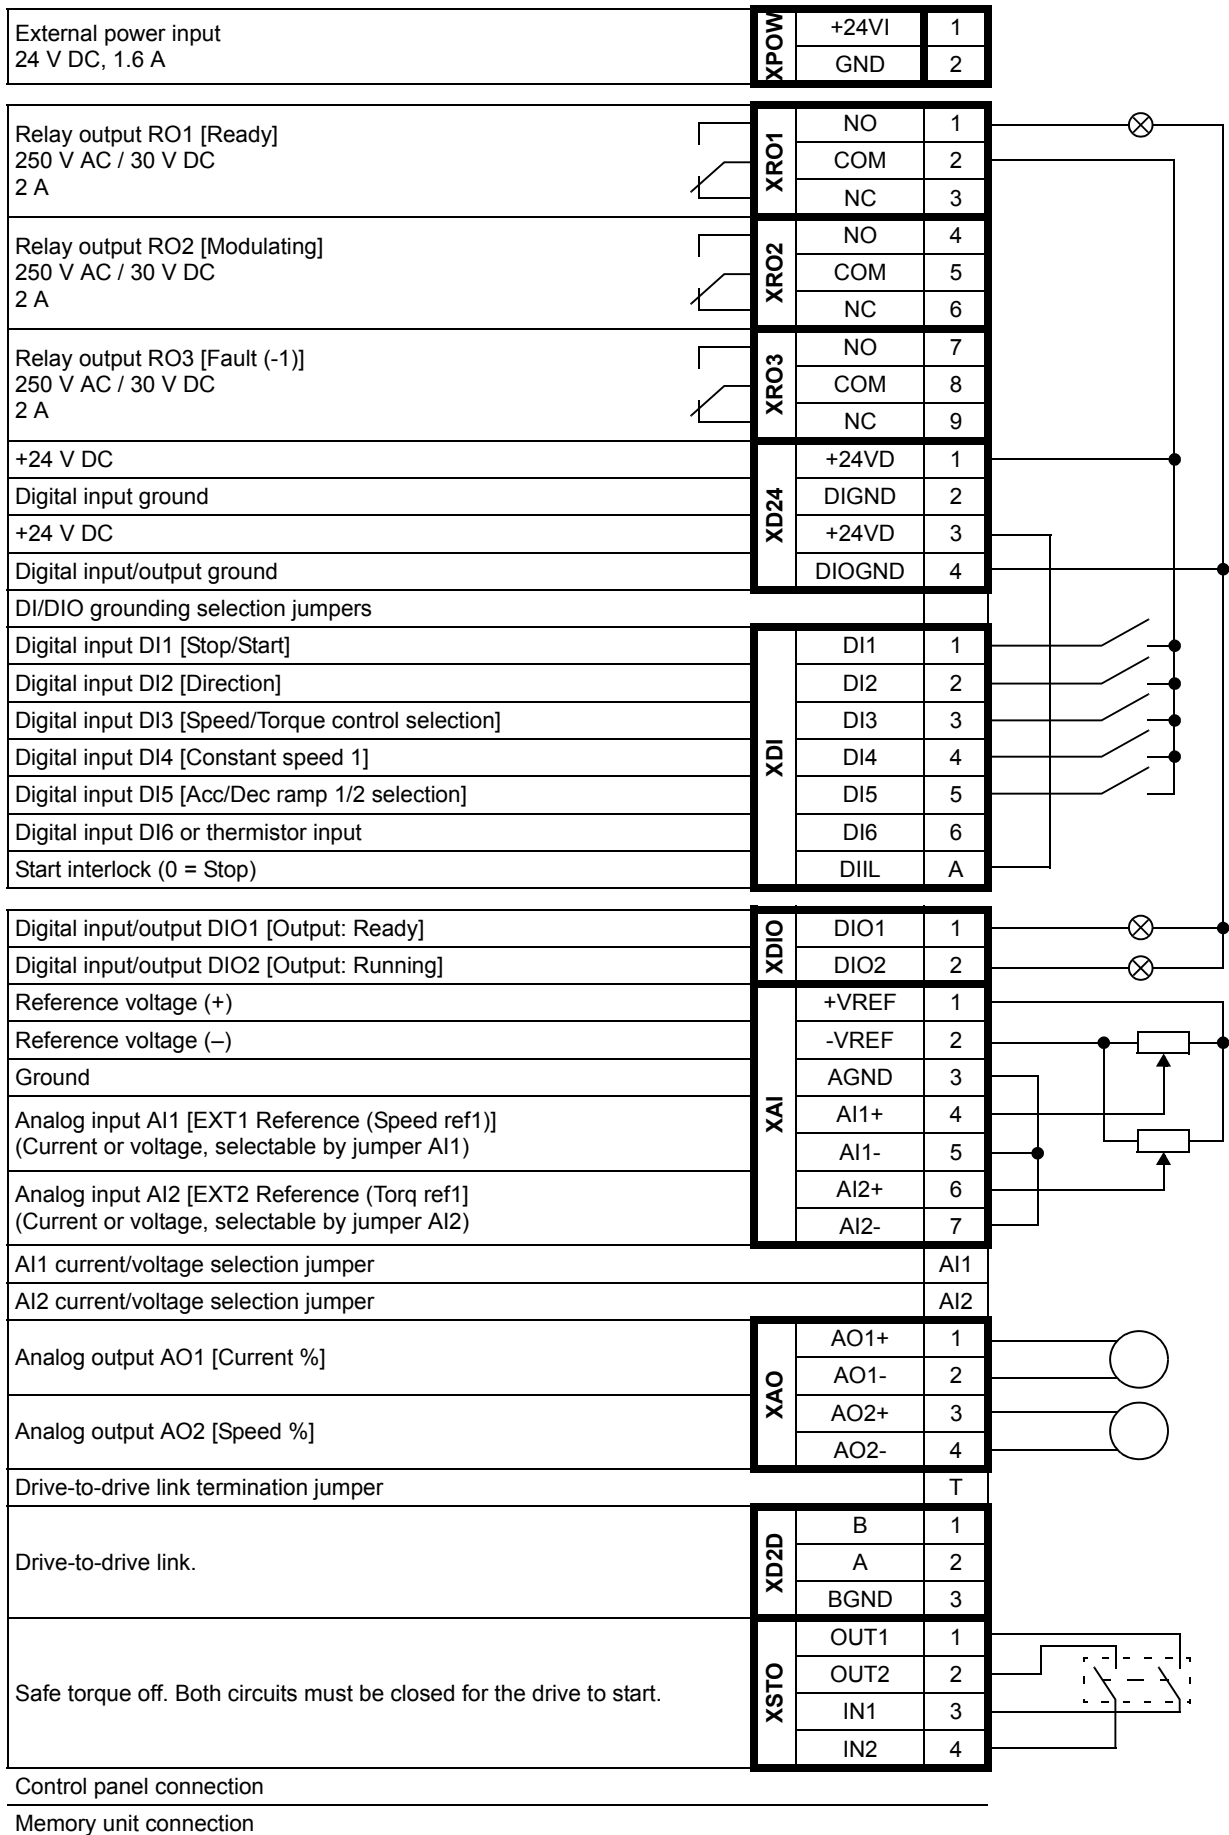 External power input
24 V DC, 1.6 A
XPOW
+24VI 1
GND 2
Relay output RO1 [Ready]
250 V AC / 30 V DC
2 A
XRO1
NO 1
COM 2
NC 3
Relay output RO2 [Modulating]
250 V AC / 30 V DC
2 A
XRO2
NO 4
COM 5
NC 6
Relay output RO3 [Fault (-1)]
250 V AC / 30 V DC
2 A
XRO3
NO 7
COM 8
NC 9
XD24
+24 V DC +24VD 1
Digital input ground DIGND 2
+24 V DC +24VD 3
Digital input/output ground DIOGND 4
DI/DIO grounding selection jumpers
XDI
Digital input DI1 [Stop/Start] DI1 1
Digital input DI2 [Direction] DI2 2
Digital input DI3 [Speed/Torque control selection] DI3 3
Digital input DI4 [Constant speed 1] DI4 4
Digital input DI5 [Acc/Dec ramp 1/2 selection] DI5 5
Digital input DI6 or thermistor input DI6 6
Start interlock (0 = Stop) DIIL A
XDIO
Digital input/output DIO1 [Output: Ready] DIO1 1
Digital input/output DIO2 [Output: Running] DIO2 2
XAI
Reference voltage (+) +VREF 1
Reference voltage (–) -VREF 2
Ground AGND 3
Analog input AI1 [EXT1 Reference (Speed ref1)]
(Current or voltage, selectable by jumper AI1)
AI1+ 4
AI1- 5
Analog input AI2 [EXT2 Reference (Torq ref1]
(Current or voltage, selectable by jumper AI2)
AI2+ 6
AI2- 7
AI1 current/voltage selection jumper AI1
AI2 current/voltage selection jumper AI2
XAO
Analog output AO1 [Current %]
AO1+ 1
AO1- 2
Analog output AO2 [Speed %]
AO2+ 3
AO2- 4
Drive-to-drive link termination jumper T
Drive-to-drive link.
XD2D
B 1
A 2
BGND 3
Safe torque off. Both circuits must be closed for the drive to start.
XSTO
OUT1 1
OUT2 2
IN1 3
IN2 4
Control panel connection
Memory unit connection